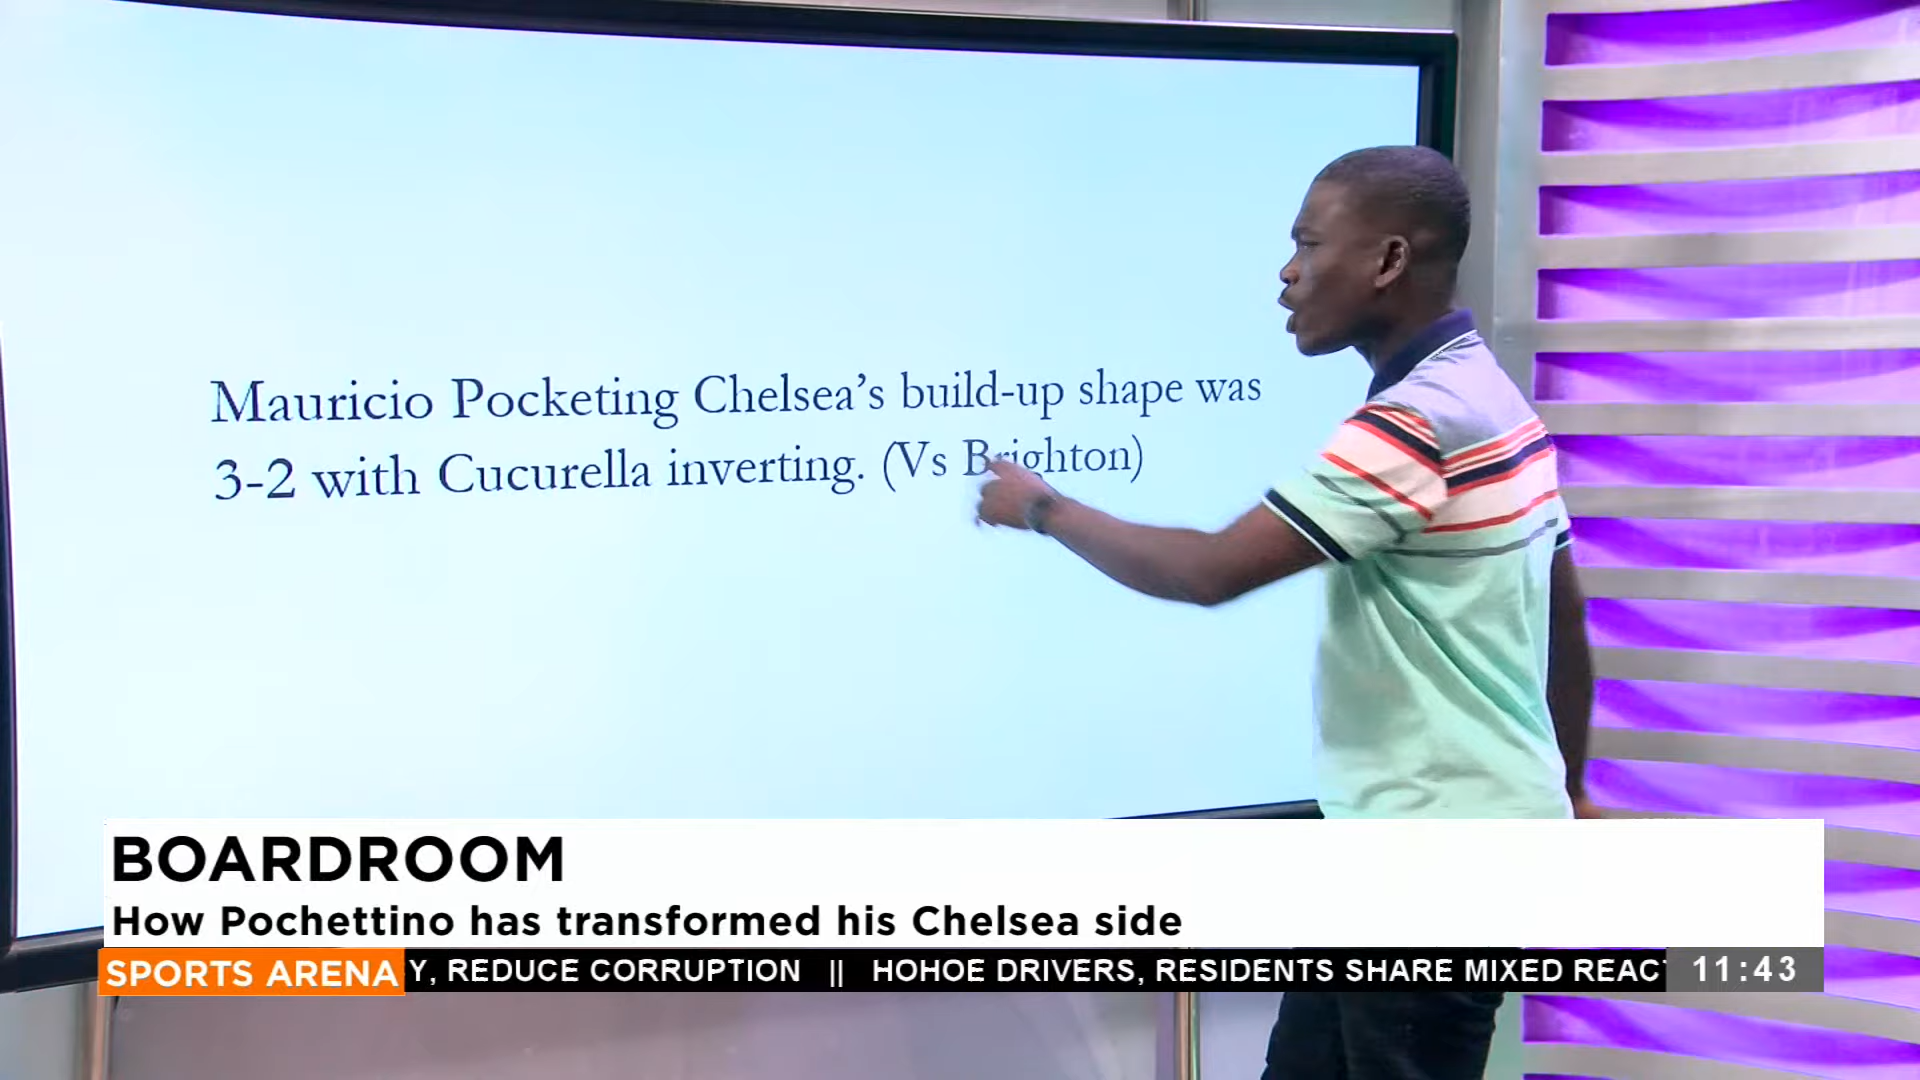 Mauricio Pocketing Chelsea's build-up shape was
3-2 with Cucurella inverting. (Vs Brighton)
BOARDROOM
How Pochettino has transformed his Chelsea side
SPORTS ARENA Y, REDUCE CORRUPTION || HOHOE DRIVERS, RESIDENTS SHARE MIXED REAC 11:43